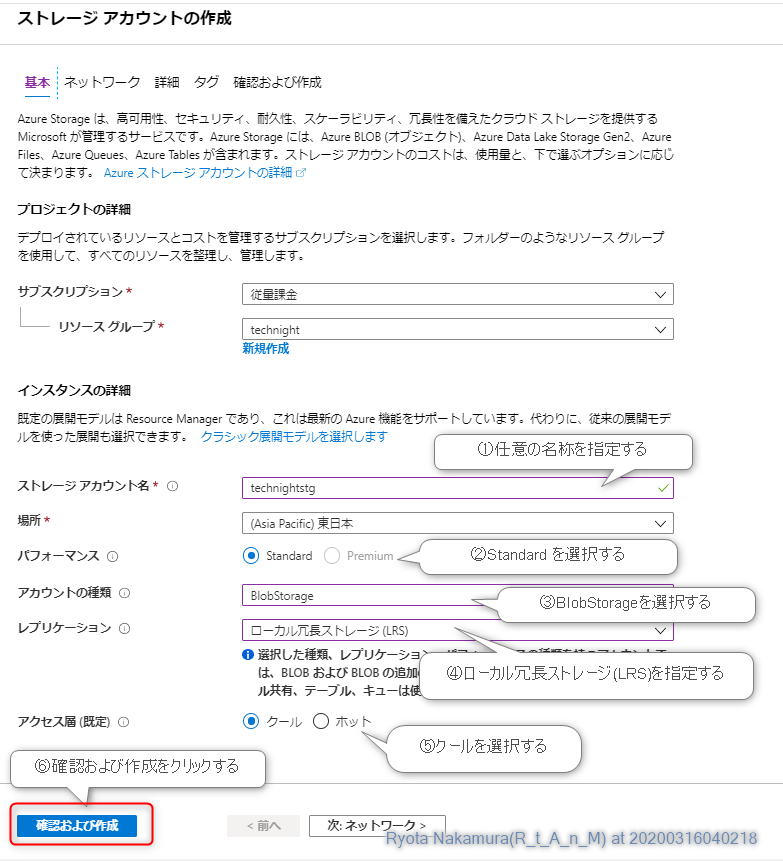 ストレージ アカウントの作成
基本 ネットワーク 詳細 タグ 確認および作成
Azure Storage は、高可用性、セキュリティ、耐久性、スケーラビリティ、冗長性を備えたクラウド ストレージを提供する
Microsoft が管理するサービスです。Azure Storage には、Azure BLOB (オブジェクト)、Azure Data Lake Storage Gen2、Azure
Files、Azure Queues、Azure Tables が含まれます。ストレージ アカウントのコストは、使用量と、下で選ぶオプションに応じ
て決まります。 Azure ストレージ アカウントの詳細
プロジェクトの詳細
デプロイされているリソースとコストを管理するサブスクリプションを選択します。フォルダーのようなリソース グループ
を使用して、すべてのリソースを整理し、管理します。
サブスクリプション *
従量課金
リソース グループ *
technight
新規作成
インスタンスの詳細
既定の展開モデルは Resource Manager であり、これは最新の Azure 機能をサポートしています。代わりに、従来の展開モデ
ルを使った展開も選択できます。 クラシック展開モデルを選択します
①任意の名称を指定する
ストレージ アカウント名 *
technightstg
場所 *
(Asia Pacific) 東日本
パフォーマンス
Standard Premium
②Standard を選択する
アカウントの種類
BlobStorage
③BlobStorageを選択する
レプリケーション
ローカル冗長ストレージ (LRS)
選択した種類、レプリケーション、
は、BLOB および BLOB の追加
ル共有、テーブル、キューは使
④ローカル冗長ストレージ(LRS)を指定する
アクセス層 (既定)
クール ホット
⑤クールを選択する
⑥確認および作成をクリックする
確認および作成
< 前へ
次: ネットワーク >
Ryota Nakamura(R_t_A_n_M) at 20200316040218